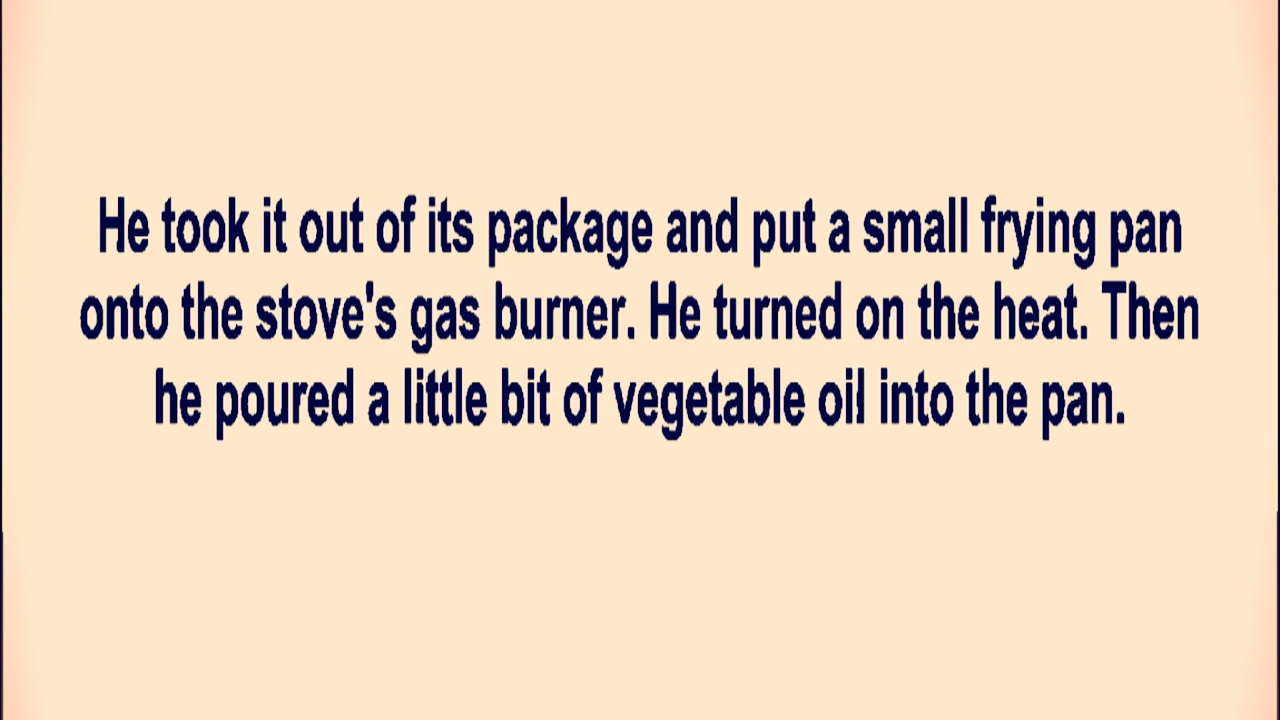 He took it out of its package and put a small frying pan
onto the stove's gas burner. He turned on the heat. Then
he poured a little bit of vegetable oil into the pan.